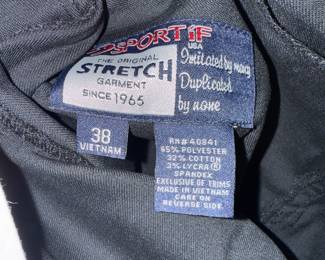 SPORTIF
USA
THE ORIGINAL
STRETCH
GARMENT
SINCE 1965
Imitated by many
Duplicated
by none
38
VIETNAM
RN# 40841
65% POLYESTER
32% COTTON
3% LYCRA®
SPANDEX
EXCLUSIVE OF TRIMS
MADE IN VIETNAM
CARE ON
REVERSE SIDE.